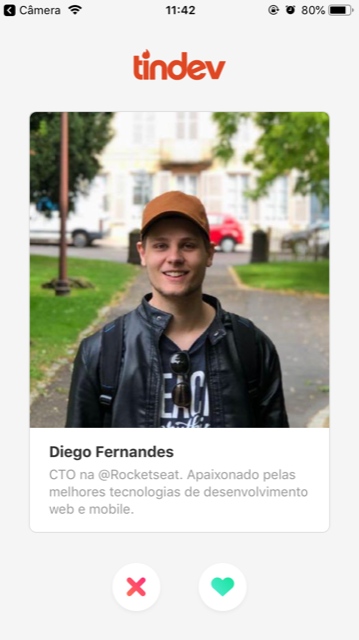 Câmera 11:42 80%
tindev
Diego Fernandes
CTO na @Rocketseat. Apaixonado pelas
melhores tecnologias de desenvolvimento
web e mobile.